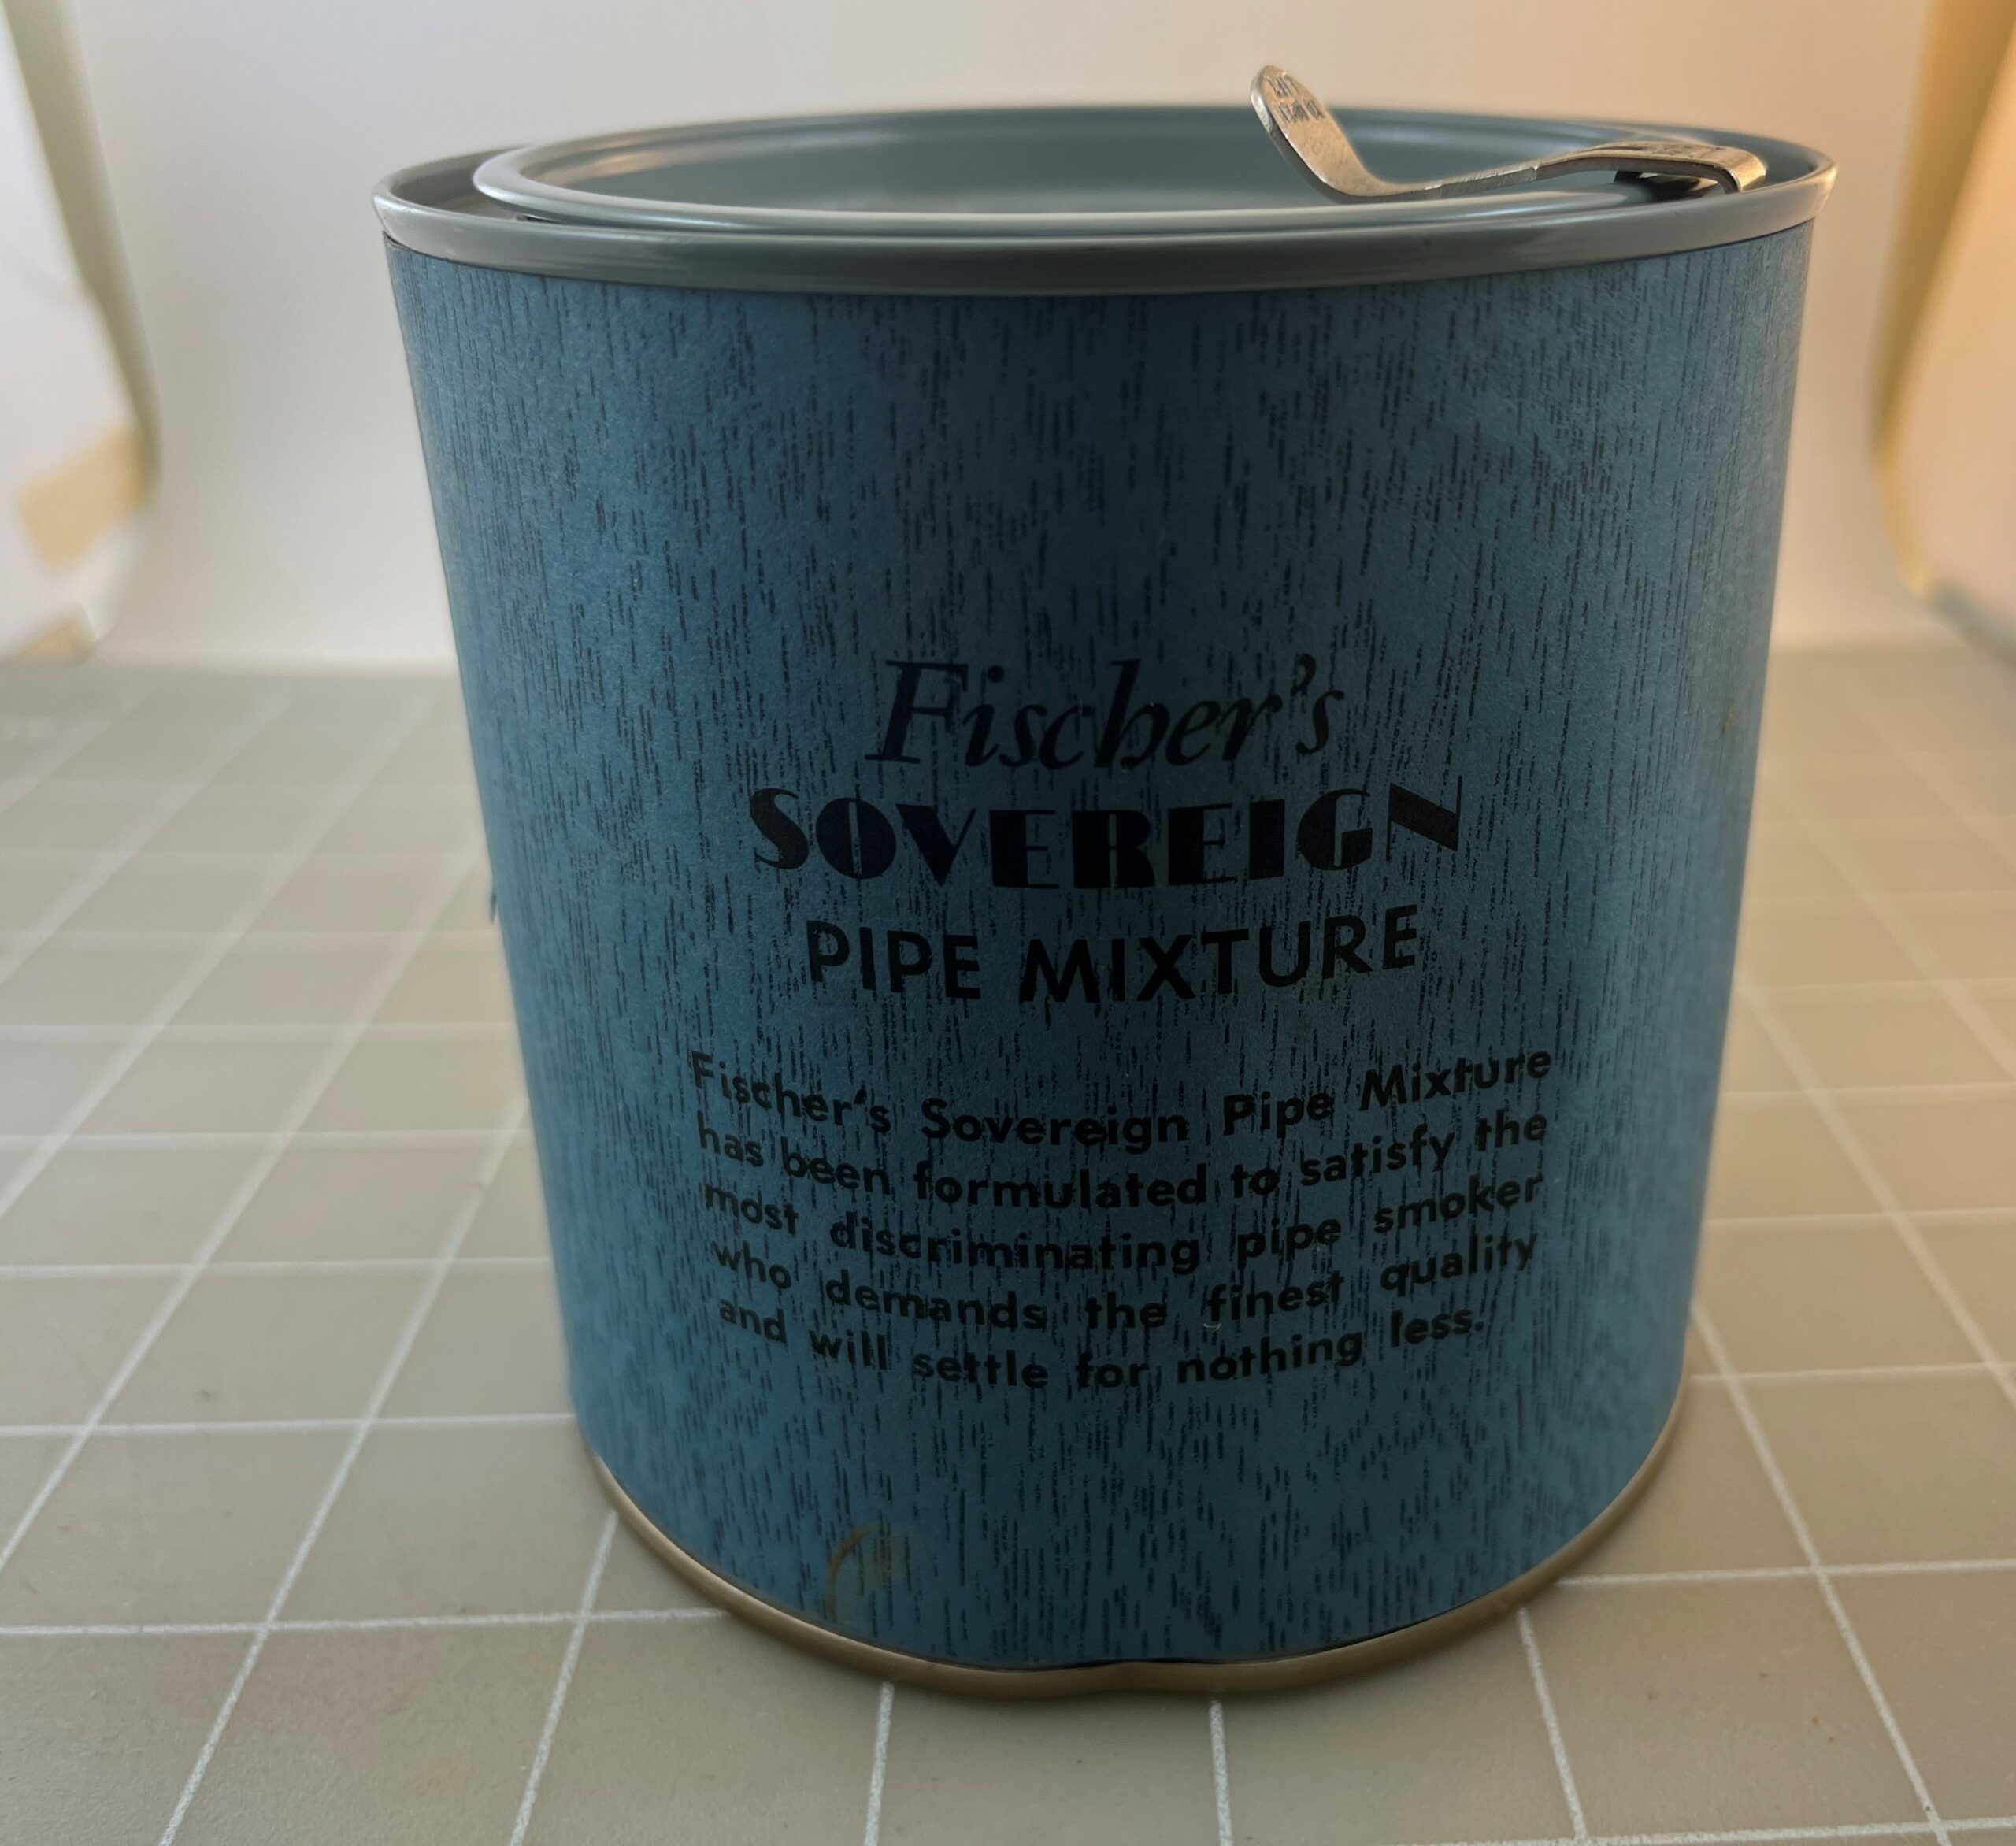 Fischer's
SOVEREIGN
PIPE MIXTURE
Fischer's Sovereign Pipe Mixture
has been formulated to satisfy the
most discriminating pipe smoker
who demands the finest quality
and will settle for nothing less.